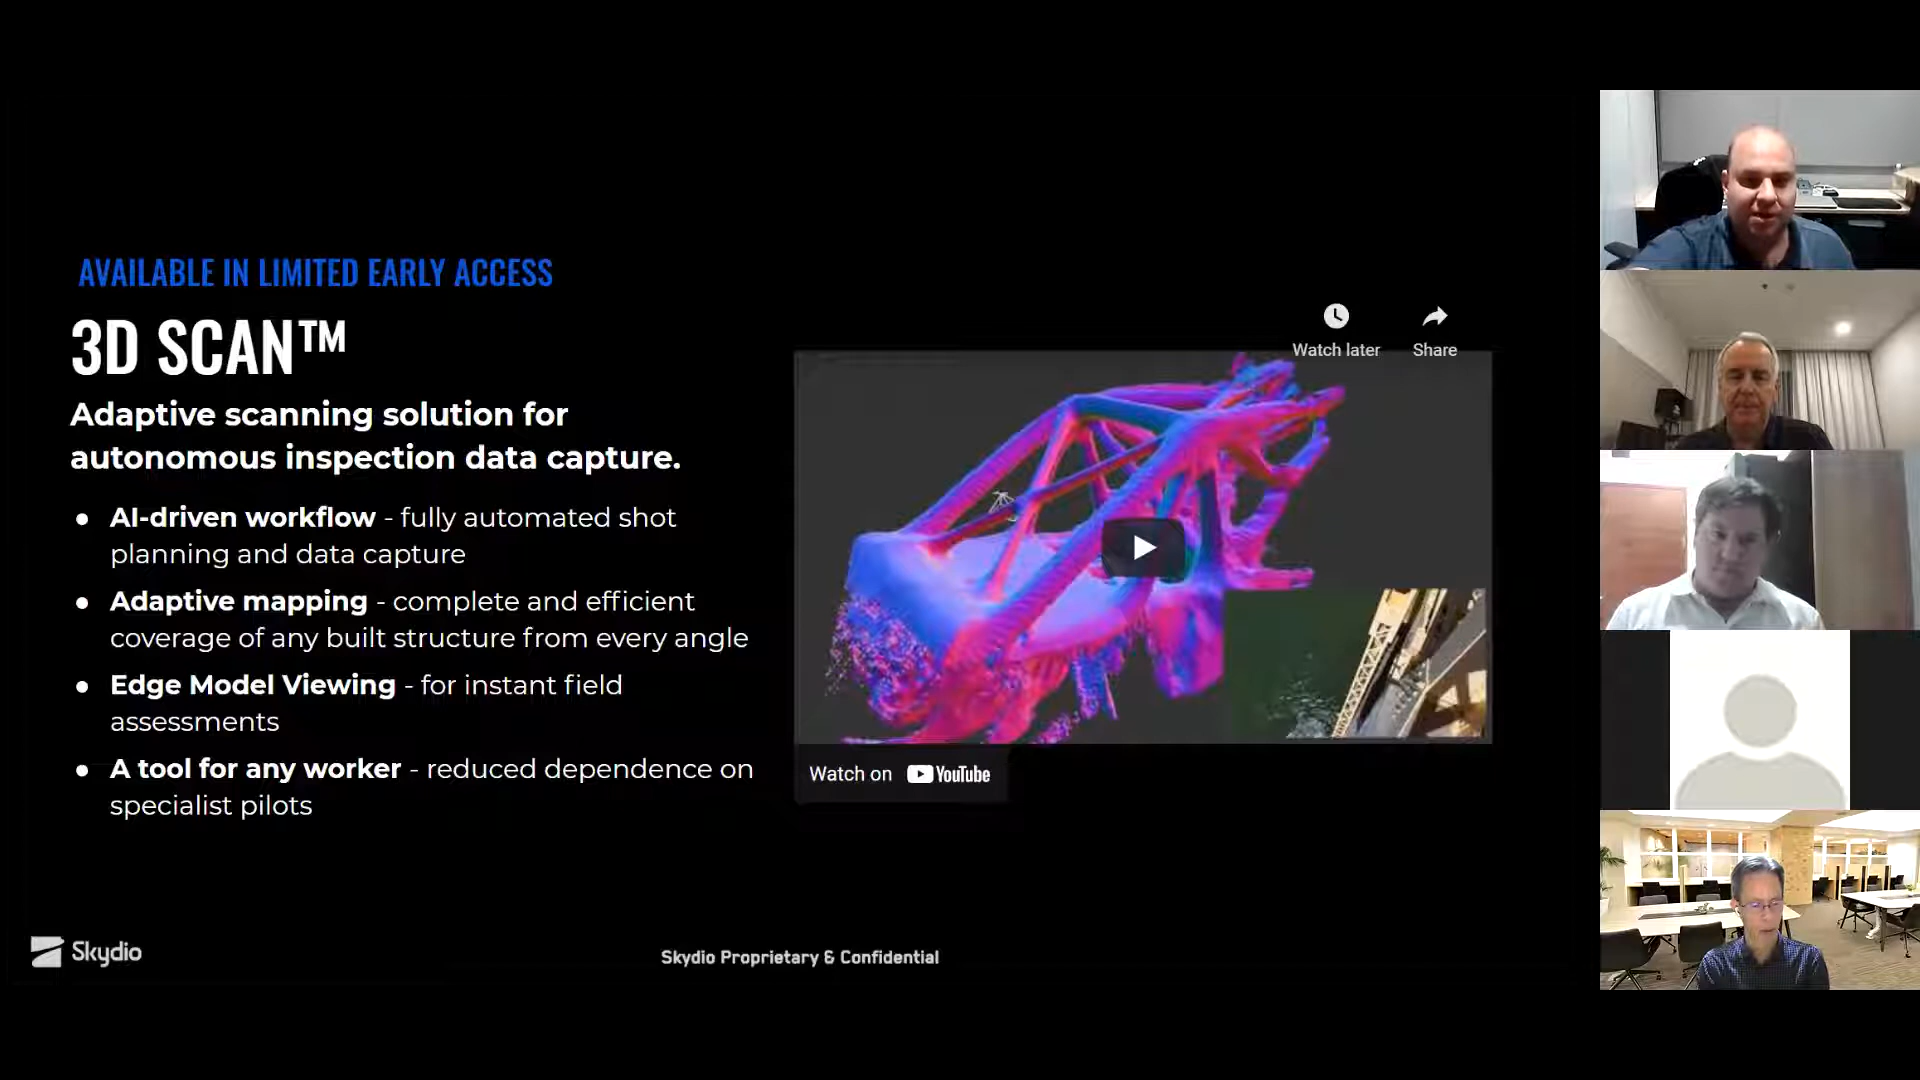 AVAILABLE IN LIMITED EARLY ACCESS
3D SCAN™
Adaptive scanning solution for
autonomous inspection data capture.
● AI-driven workflow - fully automated shot
planning and data capture
● Adaptive mapping - complete and efficient
coverage of any built structure from every angle
● Edge Model Viewing - for instant field
assessments
● A tool for any worker - reduced dependence on
specialist pilots
Watch later
Share
Watch on YouTube
Skydio
Skydio Proprietary & Confidential